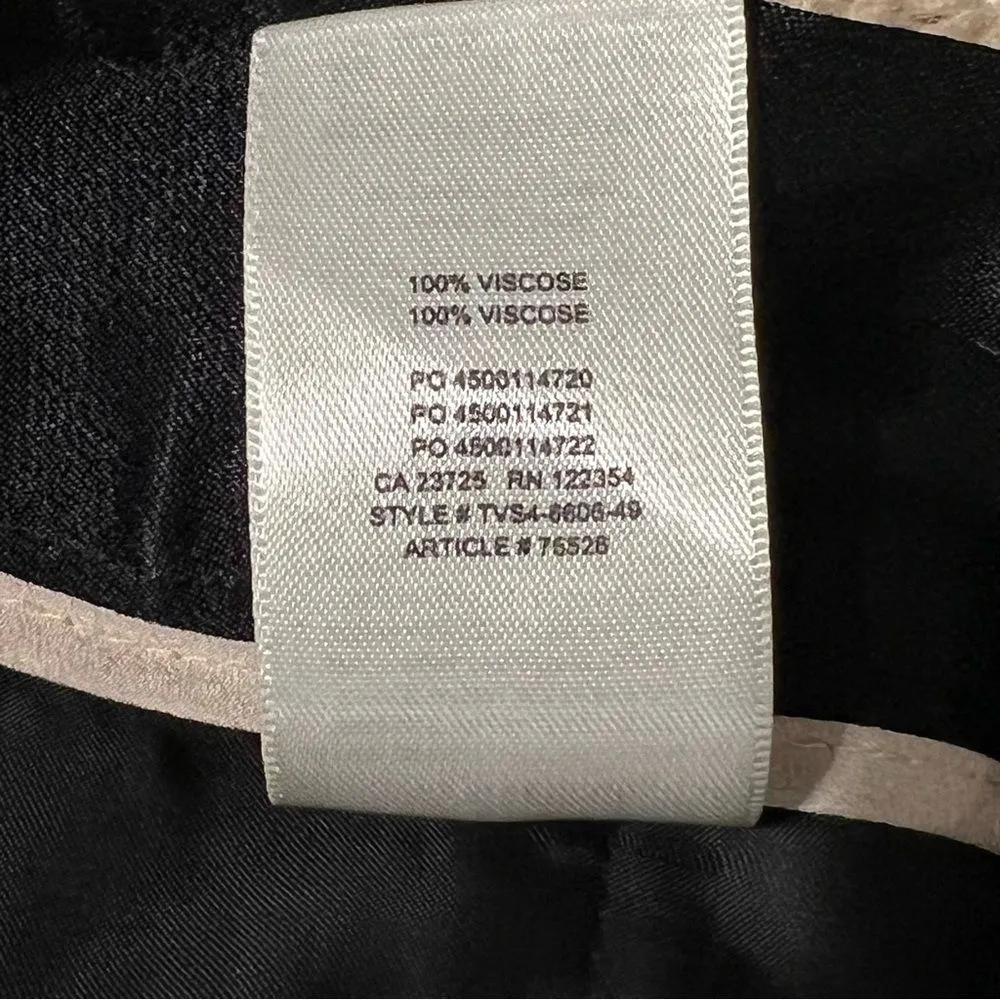 100% VISCOSE
100% VISCOSE
PO 4500114720
PO 4500114721
PO 4500114722
CA 23725 RN 122354
STYLE # TVS4-6606-49
ARTICLE # 76526